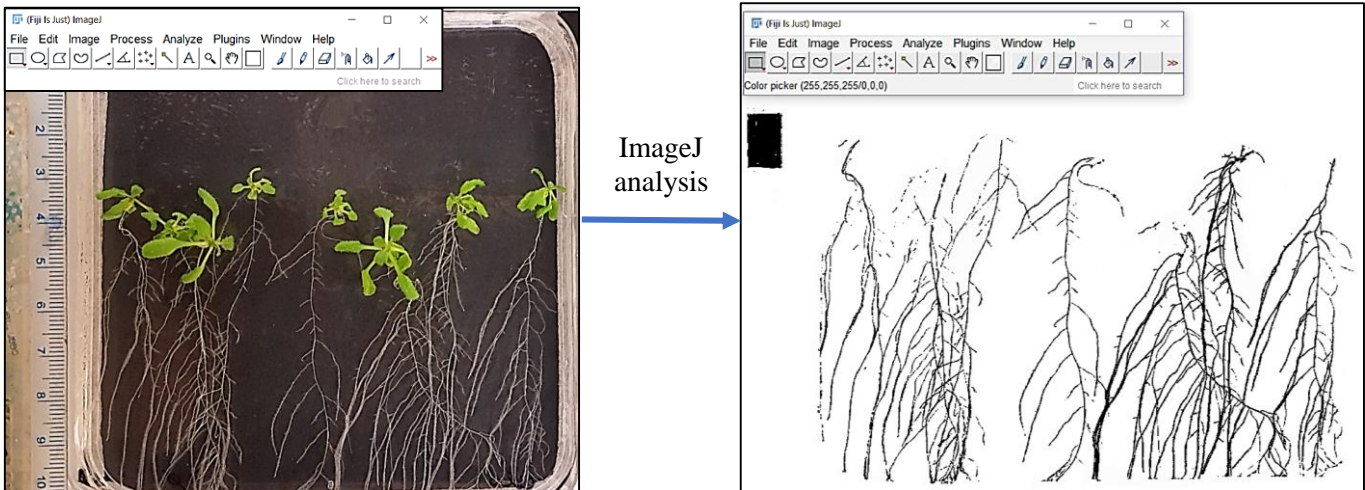 (Fiji Is Just) ImageJ
File Edit Image Process Analyze Plugins Window Help
A
>>
Click here to search
2
3
4
5
6
7
8
9
10
ImageJ
analysis
(Fiji Is Just) ImageJ
File Edit Image Process Analyze Plugins Window Help
A
>>
Color picker (255,255,255/0,0,0)
Click here to search